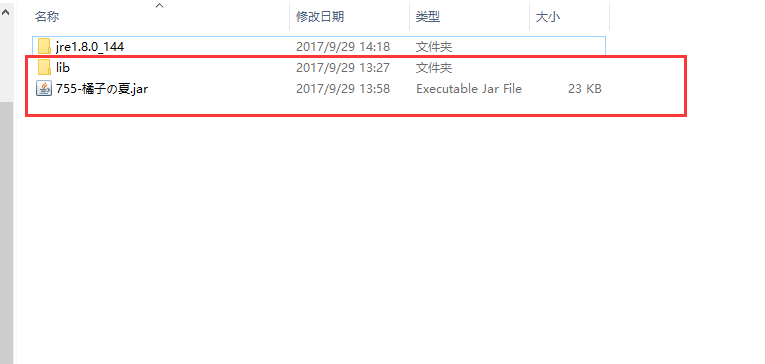 名称 修改日期 类型 大小
jre1.8.0_144 2017/9/29 14:18 文件夹
lib 2017/9/29 13:27 文件夹
755-橘子の夏.jar 2017/9/29 13:58 Executable Jar File 23 KB